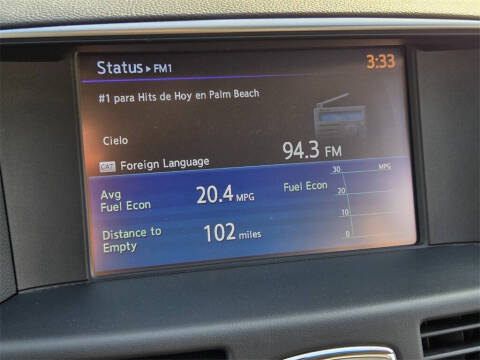 Status ▸ FM1 3:33
#1 para Hits de Hoy en Palm Beach
Cielo
94.3 FM
CAT Foreign Language
Avg
Fuel Econ
20.4 MPG
Distance to
Empty
102 miles
Fuel Econ
30 MPG
20
10
0